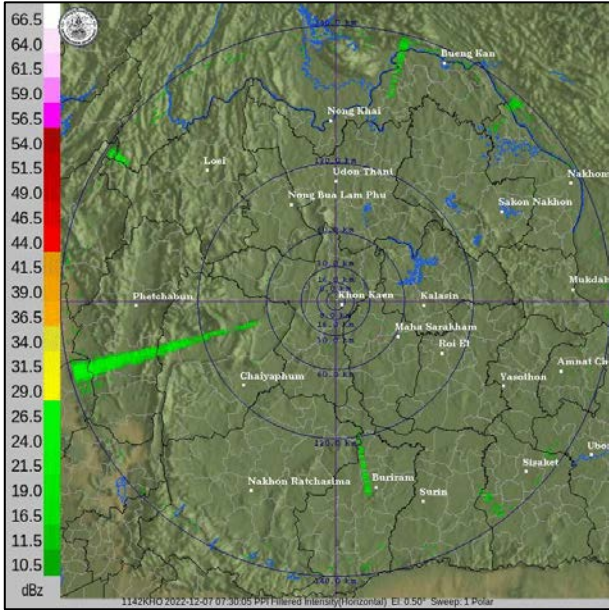 66.5
64.0
61.5
59.0
56.5
54.0
51.5
49.0
46.5
44.0
41.5
39.0
36.5
34.0
31.5
29.0
26.5
24.0
21.5
19.0
16.5
14.0
11.5
10.5
dBz
Bueng Kan
Nong Khai
Loei
Udon Thani
Nakhom
Nong Bua Lam Phu
Sakon Nakhon
Mukdah
Phetchabun
Khon Kaen
Kalasin
Maha Sarakham
Roi Et
Amnat Ch
Chaiyaphum
Yasothon
Ubon
Sisaket
Nakhon Ratchasima
Buriram
Surin
1142KHO 2022-12-07 07:30:05 PPI Filtered Intensity(Horizontal) El: 0.50° Sweep: 1 Polar